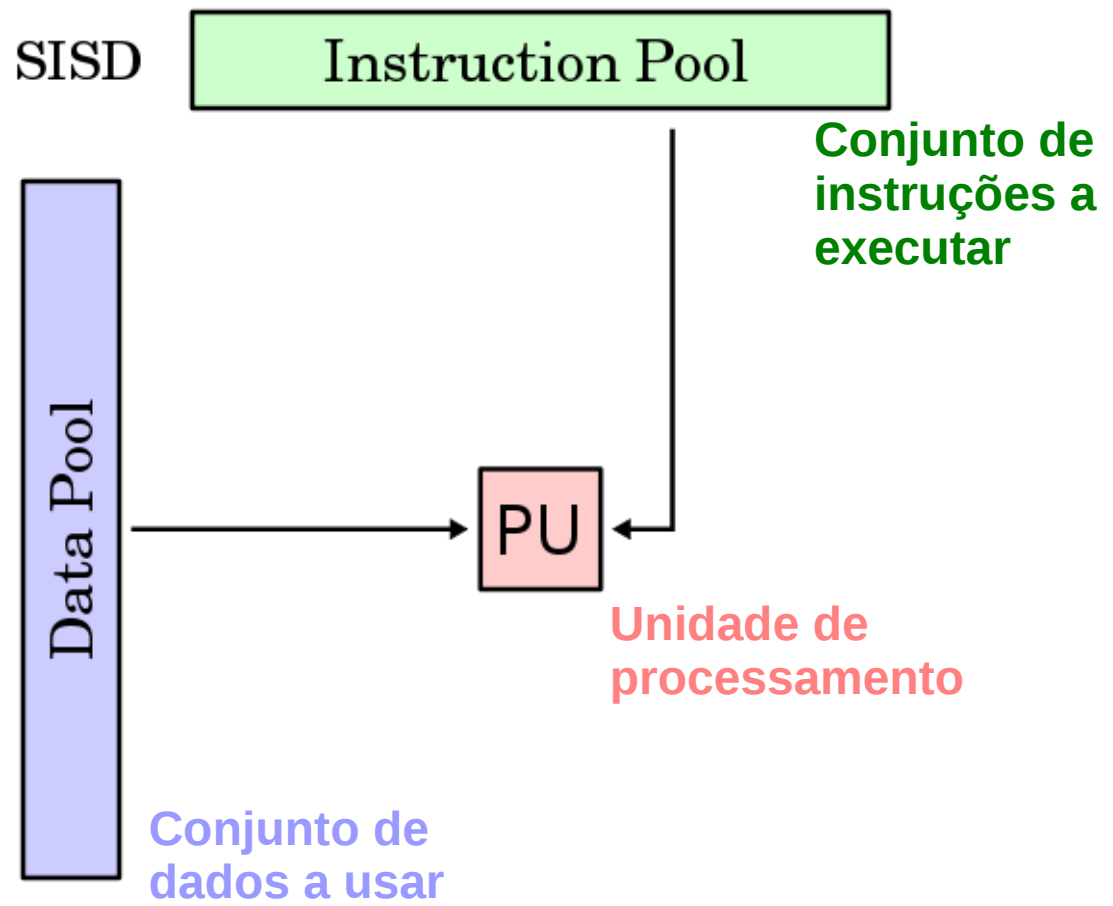 SISD
Instruction Pool
Conjunto de
instruções a
executar
Data Pool
PU
Unidade de
processamento
Conjunto de
dados a usar